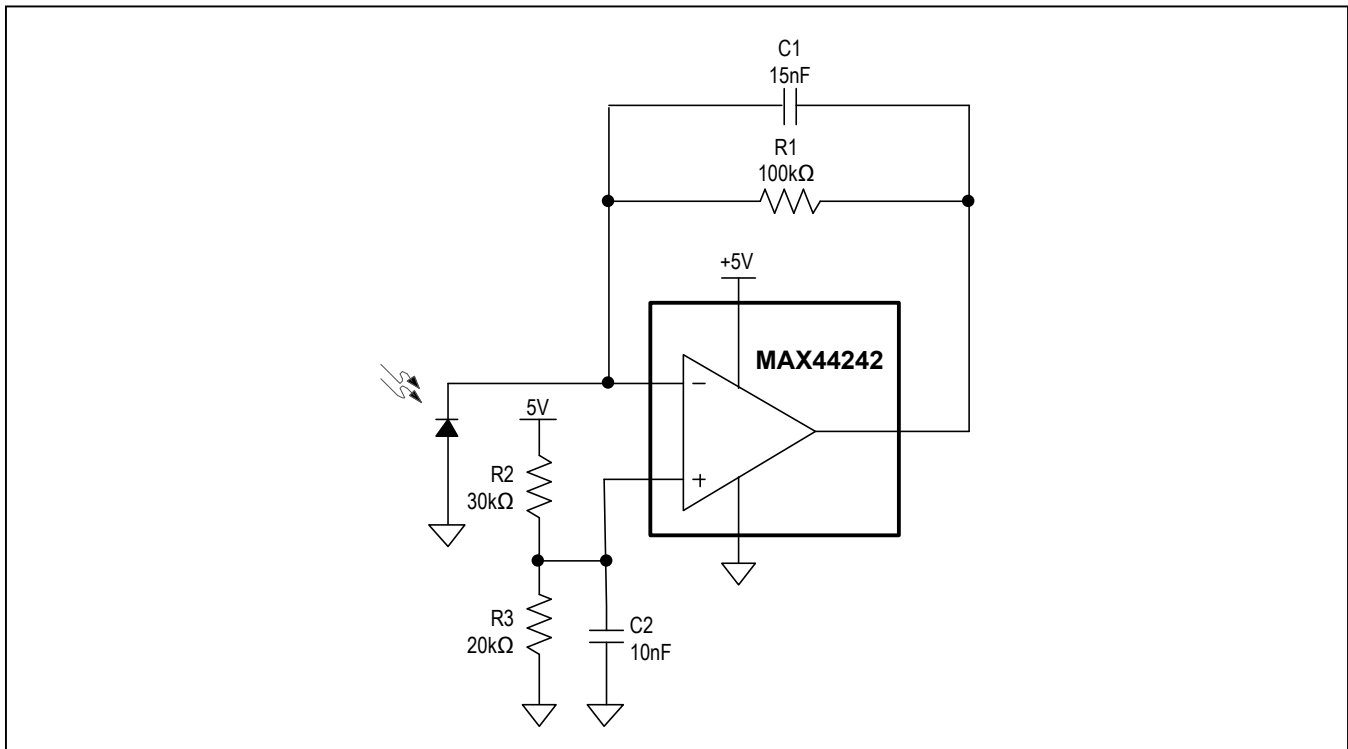 C1
15nF
R1
100kΩ
+5V
MAX44242
−
5V
R2
30kΩ
+
R3
20kΩ
C2
10nF